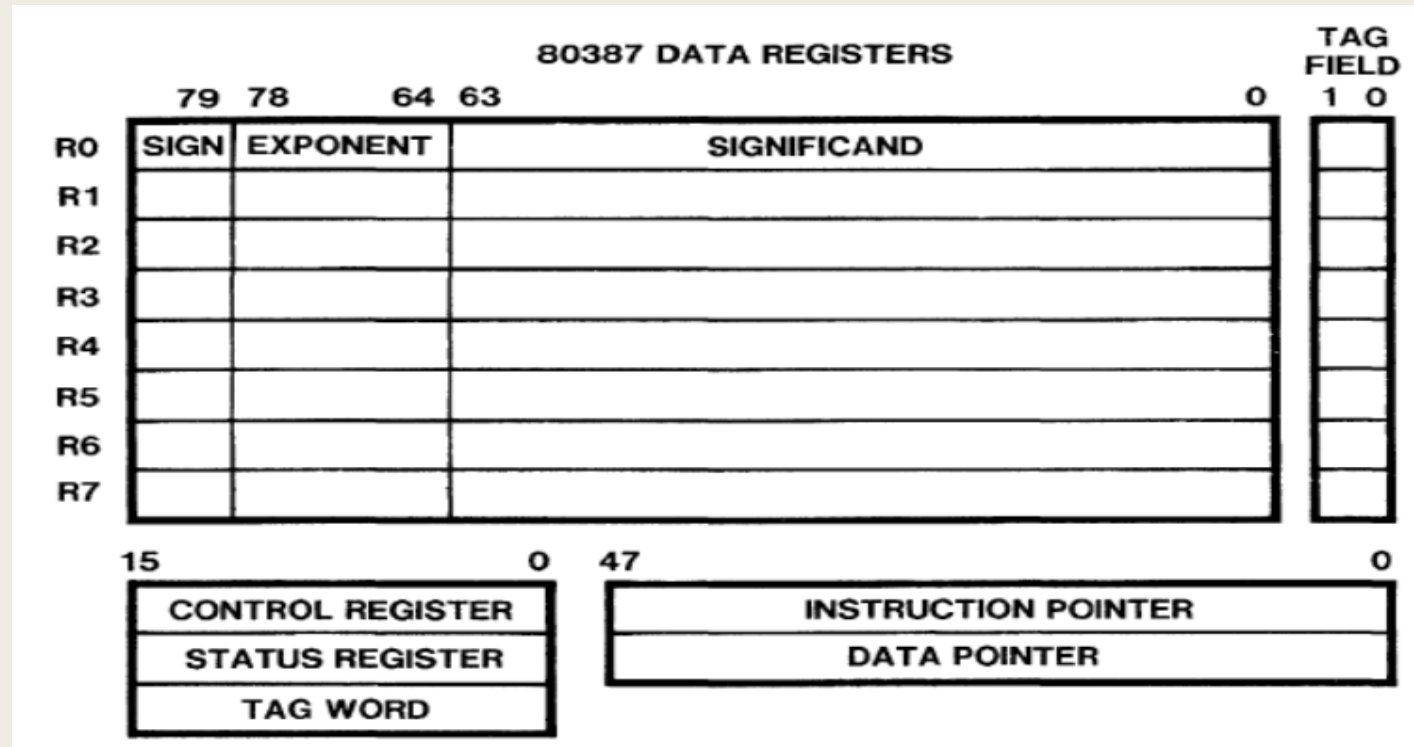 80387 DATA REGISTERS
TAG
FIELD
79 78 64 63 0 1 0
R0 SIGN EXPONENT SIGNIFICAND
R1
R2
R3
R4
R5
R6
R7
15 0 47 0
CONTROL REGISTER INSTRUCTION POINTER
STATUS REGISTER DATA POINTER
TAG WORD